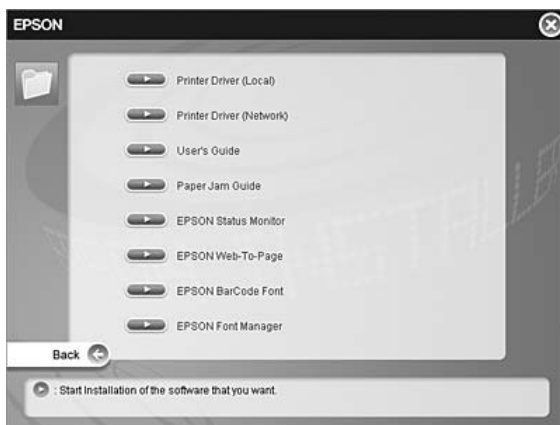 EPSON
Printer Driver (Local)
Printer Driver (Network)
User's Guide
Paper Jam Guide
EPSON Status Monitor
EPSON Web-To-Page
EPSON BarCode Font
EPSON Font Manager
Back
: Start Installation of the software that you want.